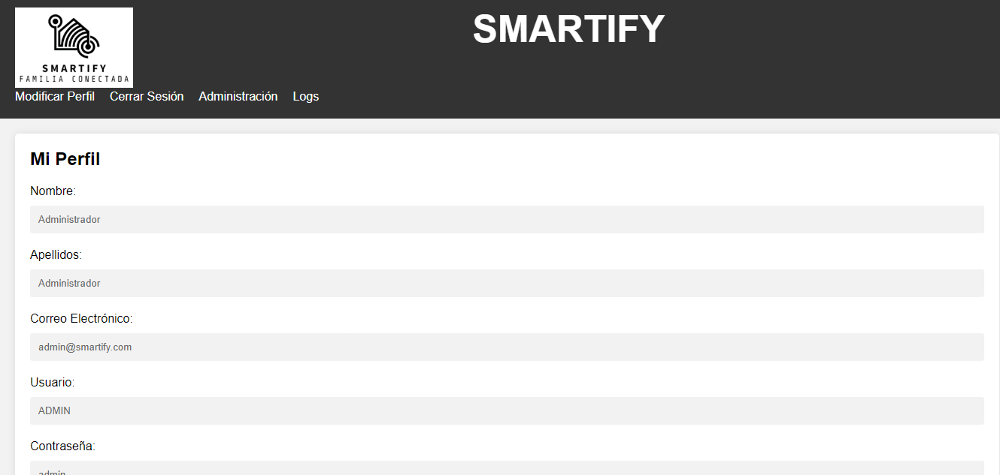 SMARTIFY
SMARTIFY
FAMILIA CONECTADA
Modificar Perfil Cerrar Sesión Administración Logs
Mi Perfil
Nombre:
Administrador
Apellidos:
Administrador
Correo Electrónico:
admin@smartify.com
Usuario:
ADMIN
Contraseña:
admin